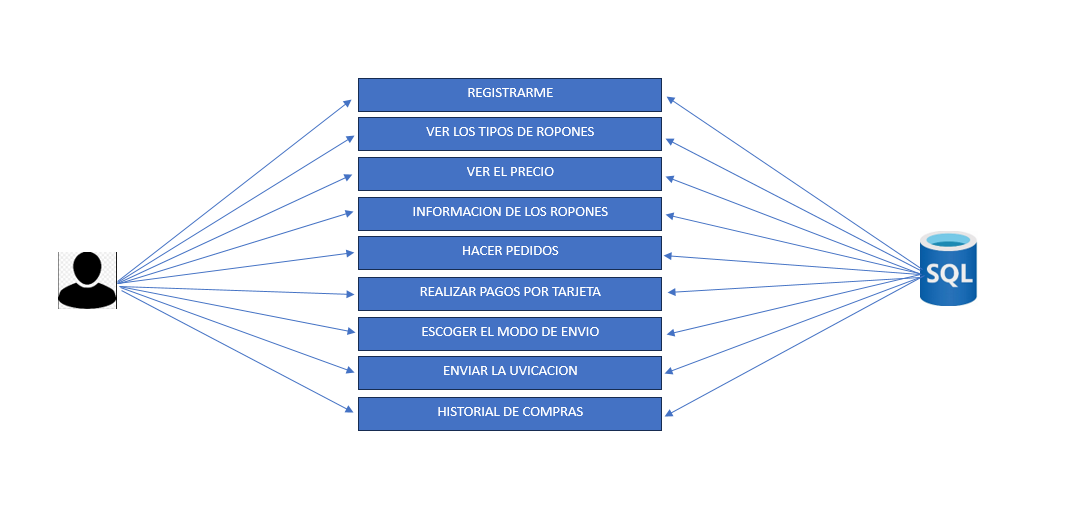 REGISTRARME
VER LOS TIPOS DE ROPONES
VER EL PRECIO
INFORMACION DE LOS ROPONES
HACER PEDIDOS
SQL
REALIZAR PAGOS POR TARJETA
ESCOGER EL MODO DE ENVIO
ENVIAR LA UVICACION
HISTORIAL DE COMPRAS